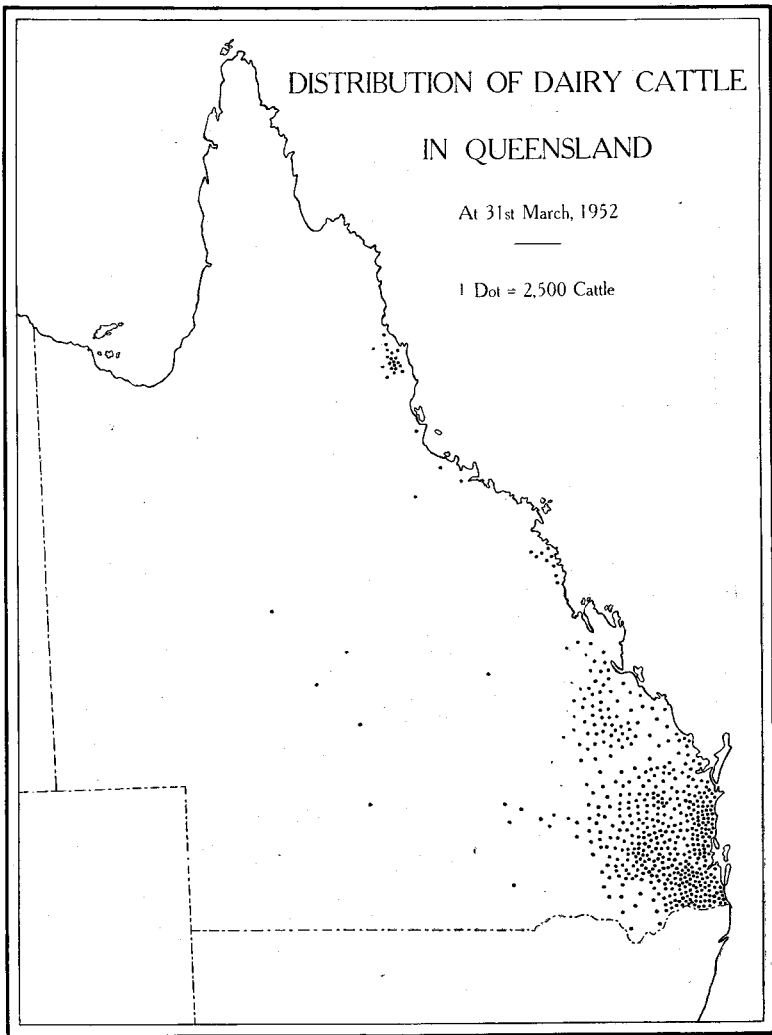 DISTRIBUTION OF DAIRY CATTLE
IN QUEENSLAND
At 31st March, 1952
1 Dot = 2,500 Cattle